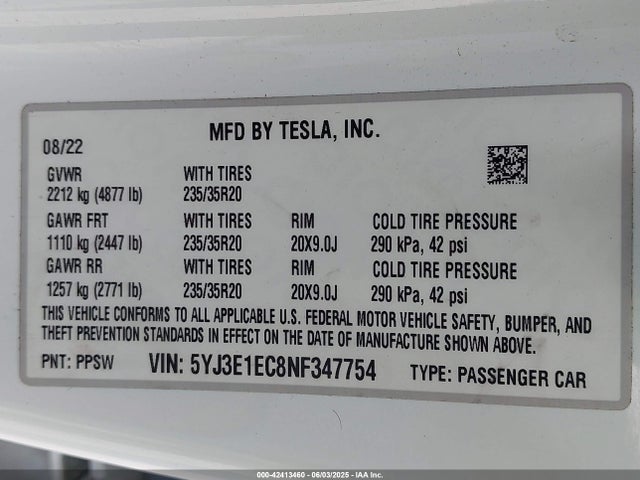 MFD BY TESLA, INC.
08/22
GVWR WITH TIRES
2212 kg (4877 lb) 235/35R20
GAWR FRT WITH TIRES RIM COLD TIRE PRESSURE
1110 kg (2447 lb) 235/35R20 20X9.0J 290 kPa, 42 psi
GAWR RR WITH TIRES RIM COLD TIRE PRESSURE
1257 kg (2771 lb) 235/35R20 20X9.0J 290 kPa, 42 psi
THIS VEHICLE CONFORMS TO ALL APPLICABLE U.S. FEDERAL MOTOR VEHICLE SAFETY, BUMPER, AND
THEFT PREVENTION STANDARDS IN EFFECT ON THE DATE OF MANUFACTURE SHOWN ABOVE.
PNT: PPSW VIN: 5YJ3E1EC8NF347754 TYPE: PASSENGER CAR
000-42413460 - 06/03/2025 - IAA Inc.